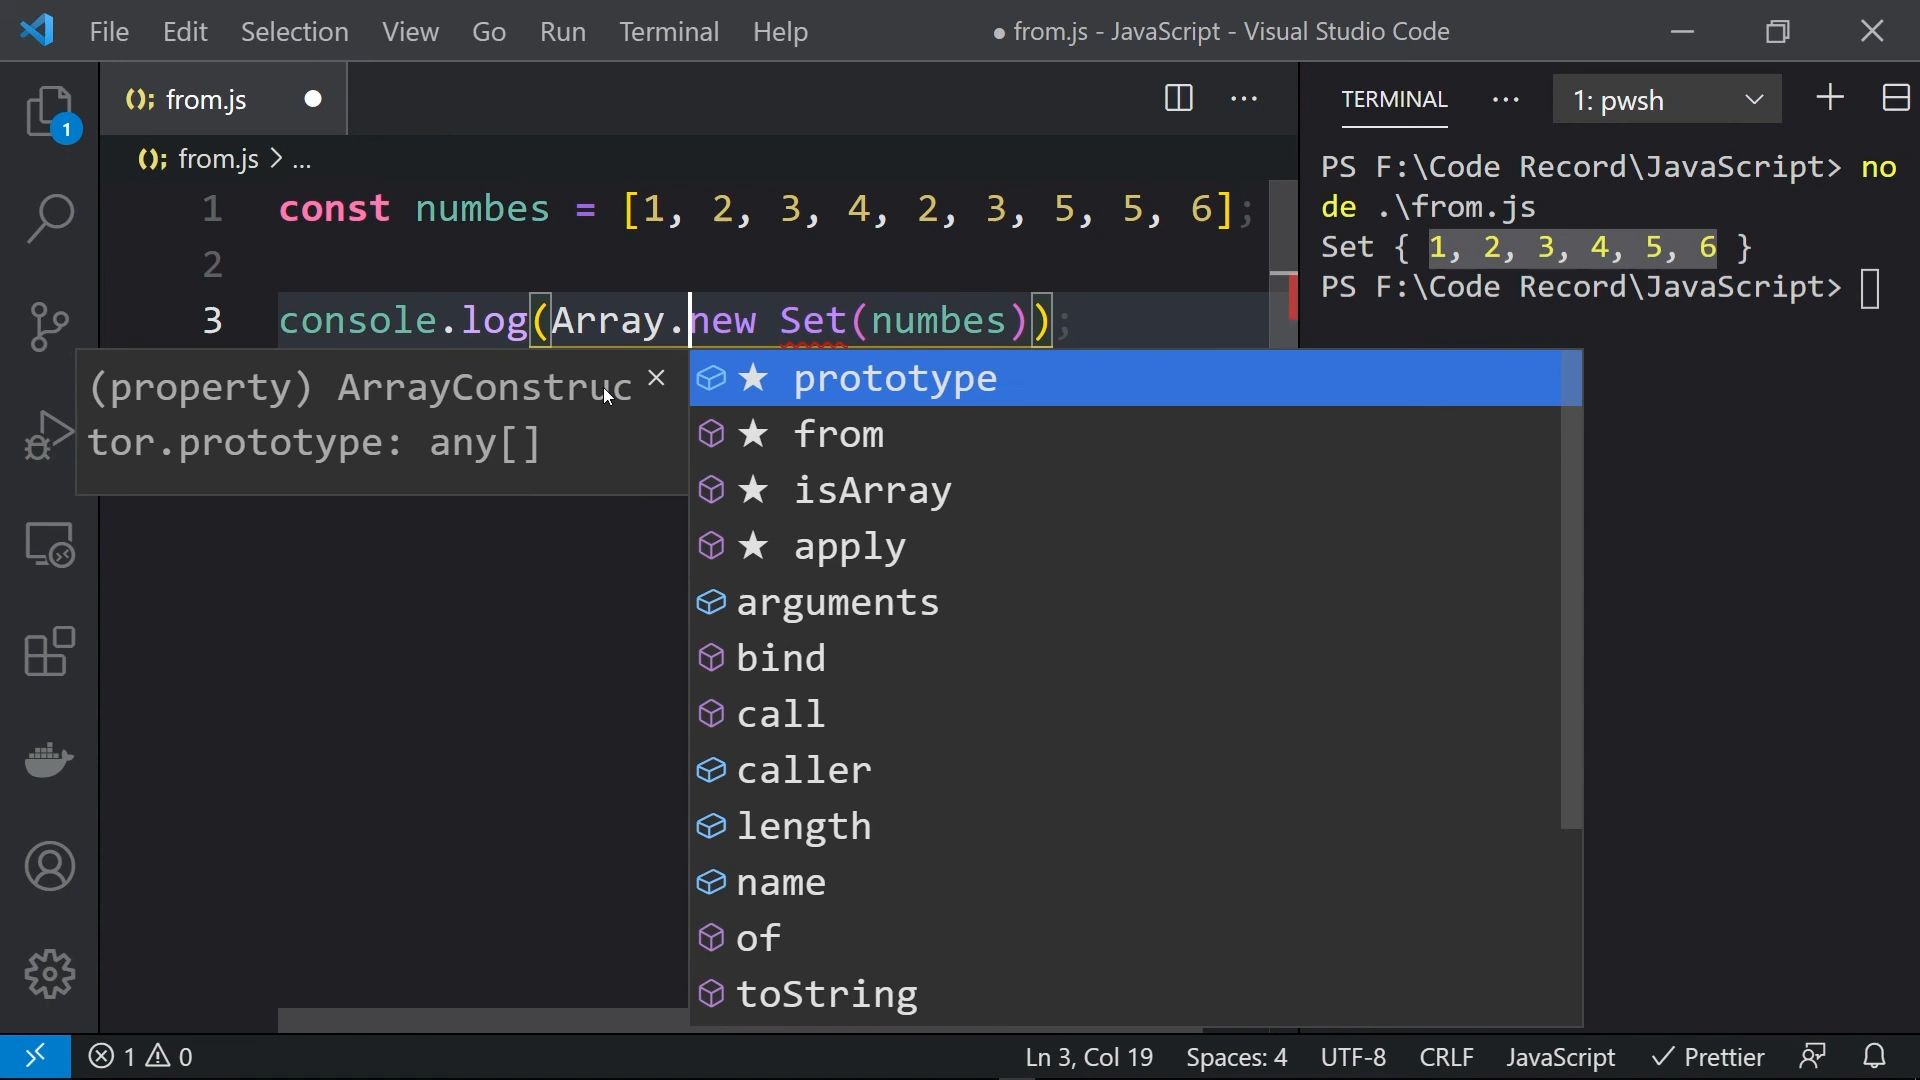 File Edit Selection View Go Run Terminal Help
● from.js - JavaScript - Visual Studio Code
1
(); from.js ●
(); from.js > ...
1 const numbes = [1, 2, 3, 4, 2, 3, 5, 5, 6];
2
3 console.log(Array.new Set(numbes));
(property) ArrayConstruc
tor.prototype: any[]
★ prototype
★ from
★ isArray
★ apply
arguments
bind
call
caller
length
name
of
toString
TERMINAL ... 1: pwsh
PS F:\Code Record\JavaScript> no
de .\from.js
Set { 1, 2, 3, 4, 5, 6 }
PS F:\Code Record\JavaScript>
1 0 Ln 3, Col 19 Spaces: 4 UTF-8 CRLF JavaScript ✓ Prettier